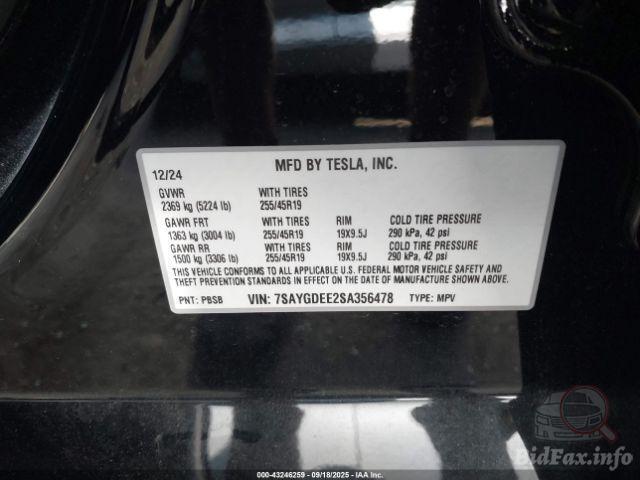 12/24 MFD BY TESLA, INC.
GVWR WITH TIRES
2369 kg (5224 lb) 255/45R19
GAWR FRT WITH TIRES RIM COLD TIRE PRESSURE
1363 kg (3004 lb) 255/45R19 19X9.5J 290 kPa, 42 psi
GAWR RR WITH TIRES RIM COLD TIRE PRESSURE
1500 kg (3306 lb) 255/45R19 19X9.5J 290 kPa, 42 psi
THIS VEHICLE CONFORMS TO ALL APPLICABLE U.S. FEDERAL MOTOR VEHICLE SAFETY AND
THEFT PREVENTION STANDARDS IN EFFECT ON THE DATE OF MANUFACTURE SHOWN ABOVE.
PNT: PBSB VIN: 7SAYGDEE2SA356478 TYPE: MPV
BidFax.info
000-43246259 - 09/18/2025 - IAA Inc.